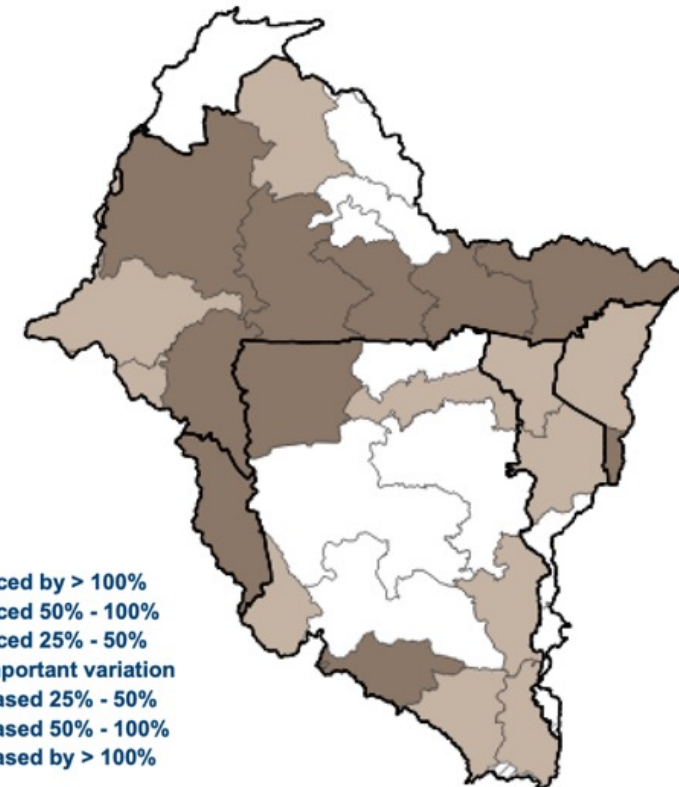 ced by > 100%
ced 50% - 100%
ced 25% - 50%
portant variation
ased 25% - 50%
ased 50% - 100%
ased by > 100%